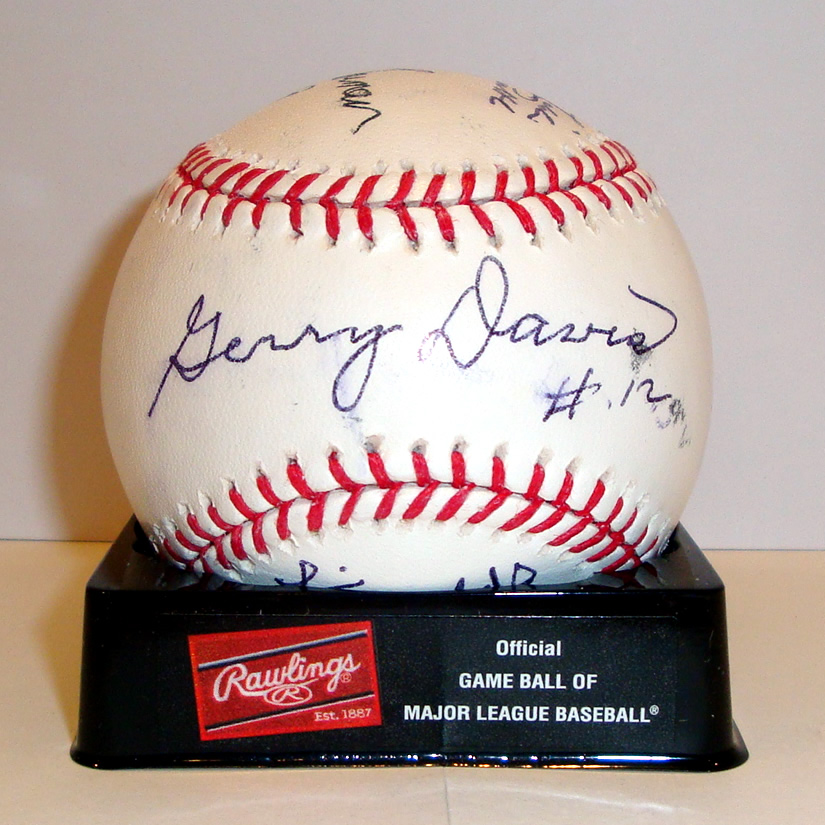 Gerry Davis
#.12
Rawlings®
R
Est. 1887
Official
GAME BALL OF
MAJOR LEAGUE BASEBALL®